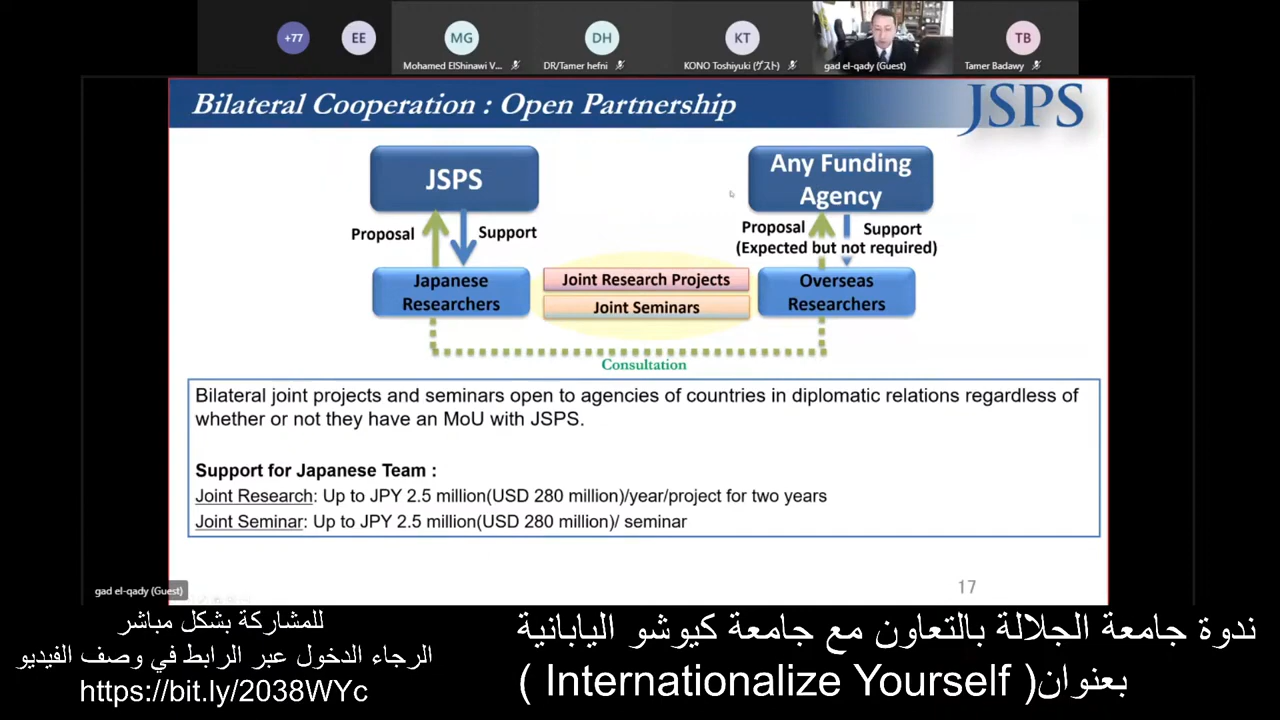 +77
EE
MG
DH
KT
TB
Mohamed ElShinawi V...
DR/Tamer hefni
KONO Toshiyuki (ゲスト)
gad el-qady (Guest)
Tamer Badawy
Bilateral Cooperation : Open Partnership
JSPS
JSPS
Any Funding
Agency
Proposal
Support
Proposal
Support
(Expected but not required)
Japanese
Researchers
Joint Research Projects
Joint Seminars
Overseas
Researchers
Consultation
Bilateral joint projects and seminars open to agencies of countries in diplomatic relations regardless of
whether or not they have an MoU with JSPS.
Support for Japanese Team :
Joint Research: Up to JPY 2.5 million(USD 280 million)/year/project for two years
Joint Seminar: Up to JPY 2.5 million(USD 280 million)/ seminar
17
gad el-qady (Guest)
ندوة جامعة الجلالة بالتعاون مع جامعة كيوشو اليابانية
بعنوان( Internationalize Yourself )
للمشاركة بشكل مباشر
الرجاء الدخول عبر الرابط في وصف الفيديو
https://bit.ly/2038WYc